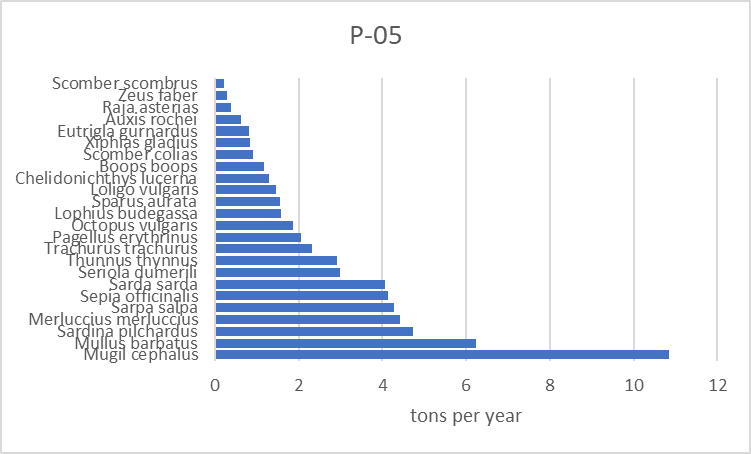 P-05
Scomber scombrus
Zeus faber
Raja asterias
Auxis rochei
Eutrigla gurnardus
Xiphias gladius
Scomber colias
Boops boops
Chelidonichthys lucerna
Loligo vulgaris
Sparus aurata
Lophius budegassa
Octopus vulgaris
Pagellus erythrinus
Trachurus trachurus
Thunnus thynnus
Seriola dumerili
Sarda sarda
Sepia officinalis
Sarpa salpa
Merluccius merluccius
Sardina pilchardus
Mullus barbatus
Mugil cephalus
0 2 4 6 8 10 12
tons per year